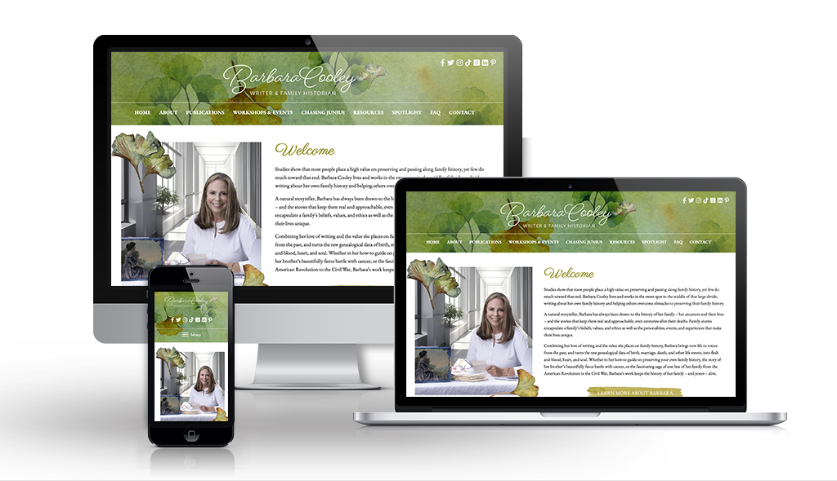 Barbara Cooley
WRITER & FAMILY HISTORIAN
HOME ABOUT PUBLICATIONS WORKSHOPS & EVENTS CHASING JUNIUS RESOURCES SPOTLIGHT FAQ CONTACT
Welcome
Studies show that most people place a high value on preserving and passing along family history, yet few do
much toward that end. Barbara Cooley lives and works in the
writing about her own family history and helping others
A natural storyteller, Barbara has always been drawn to the
– and the stories that keep them real and approachable, even
encapsulate a family's beliefs, values, and ethics as well as the
their lives unique.
Combining her love of writing and the value she places on
from the past, and turns the raw genealogical data of birth,
and blood, heart, and soul. Whether in her how-to guide on
her brother's beautifully fierce battle with cancer, or the
American Revolution to the Civil War, Barbara's work keeps
Barbara Cooley
WRITER & FAMILY HISTORIAN
HOME ABOUT PUBLICATIONS WORKSHOPS & EVENTS CHASING JUNIUS RESOURCES SPOTLIGHT FAQ CONTACT
Welcome
Studies show that most people place a high value on preserving and passing along family history, yet few do
much toward that end. Barbara Cooley lives and works in the most spot in the middle of that large divide,
writing about her own family history and helping others overcome obstacles to preserving their family history.
A natural storyteller, Barbara has always been drawn to the history of her family – her ancestors and their lives
– and the stories that keep them real and approachable, even centuries after their deaths. Family stories
encapsulate a family's beliefs, values, and ethics as well as the personalities, events, and experiences that make
their lives unique.
Combining her love of writing and the value she places on family history, Barbara brings new life to voices
from the past, and turns the raw genealogical data of birth, marriage, death, and other life events, into flesh
and blood, heart, and soul. Whether in her how-to guide on preserving your own family history, the story of
her brother's beautifully fierce battle with cancer, or the fascinating saga of one line of her family from the
American Revolution to the Civil War, Barbara's work keeps the history of her family – and yours – alive.
LEARN MORE ABOUT BARBARA
Barbara Cooley
Menu